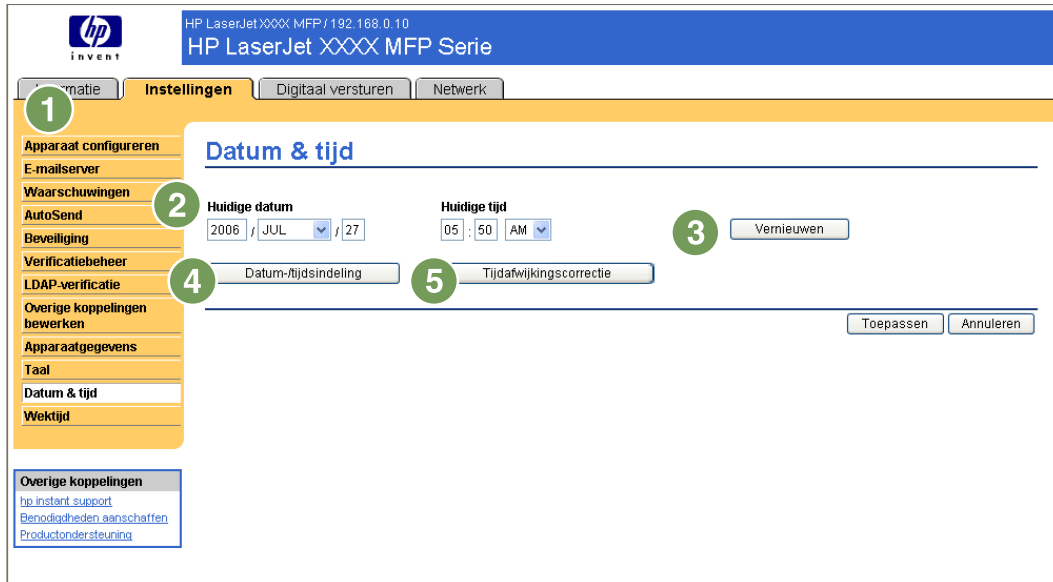 hp
invent
HP LaserJet XXXX MFP / 192.168.0.10
HP LaserJet XXXX MFP Serie
matie
Instellingen
Digitaal versturen
Netwerk
1
Apparaat configureren
E-mailserver
Waarschuwingen
AutoSend
Beveiliging
Verificatiebeheer
LDAP-verificatie
Overige koppelingen
bewerken
Apparaatgegevens
Taal
Datum & tijd
Wektijd
Overige koppelingen
hp instant support
Benodigdheden aanschaffen
Productondersteuning
Datum & tijd
2
Huidige datum
Huidige tijd
2006 / JUL / 27
05 : 50 AM
3
Vernieuwen
4
Datum-/tijdsindeling
5
Tijdafwijkingscorrectie
Toepassen
Annuleren